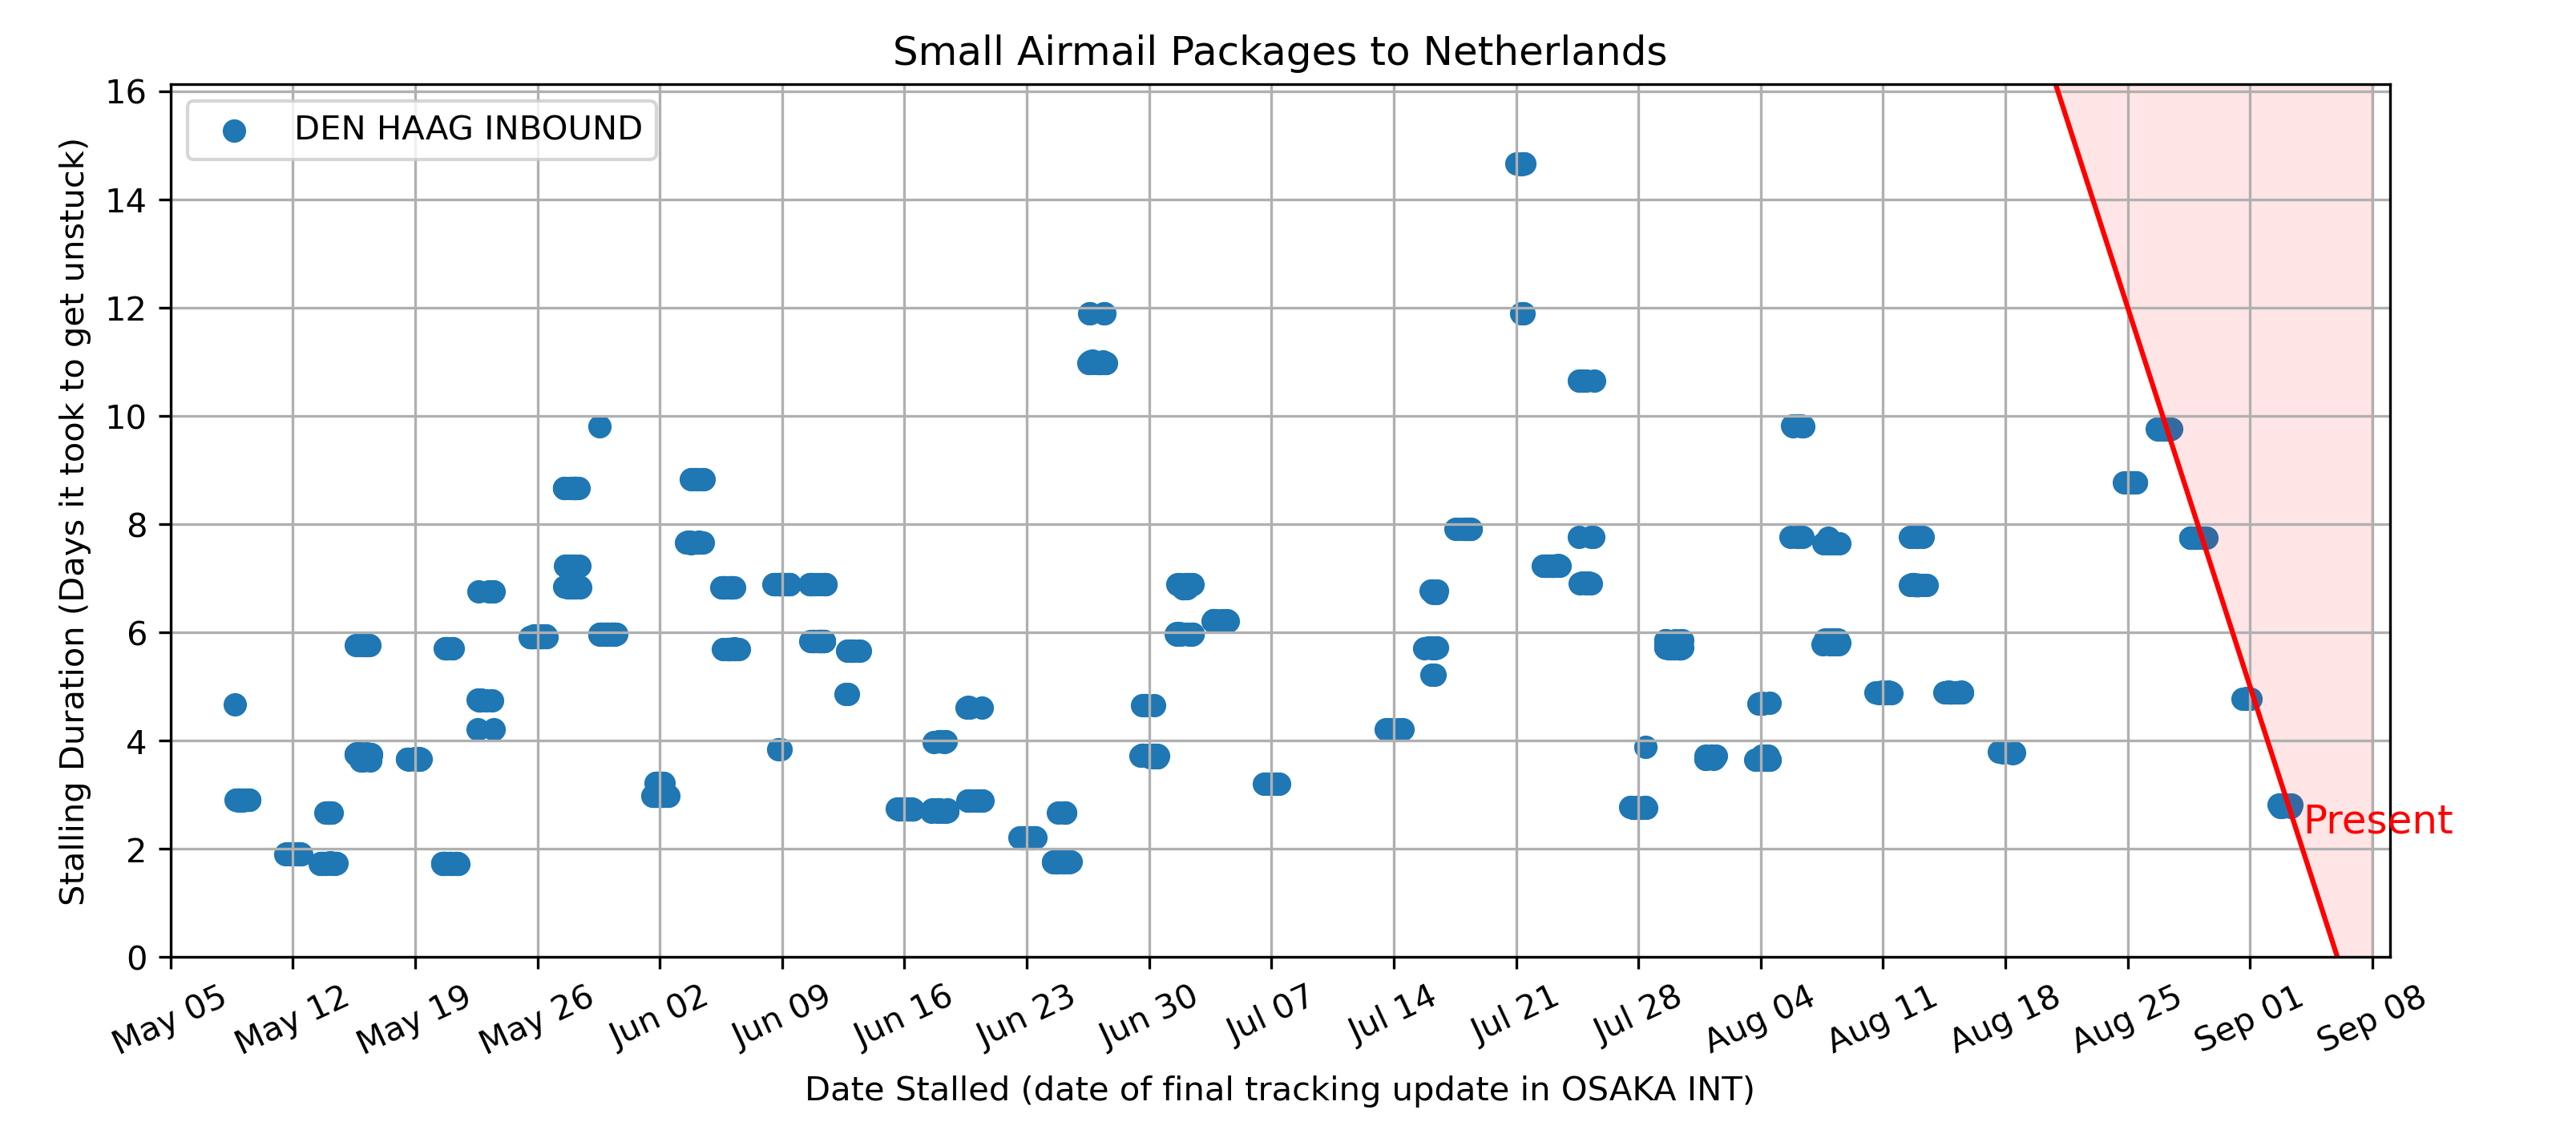 Small Airmail Packages to Netherlands
DEN HAAG INBOUND
Stalling Duration (Days it took to get unstuck)
16
14
12
10
8
6
4
2
0
Present
May 05
May 12
May 19
May 26
Jun 02
Jun 09
Jun 16
Jun 23
Jun 30
Jul 07
Jul 14
Jul 21
Jul 28
Aug 04
Aug 11
Aug 18
Aug 25
Sep 01
Sep 08
Date Stalled (date of final tracking update in OSAKA INT)